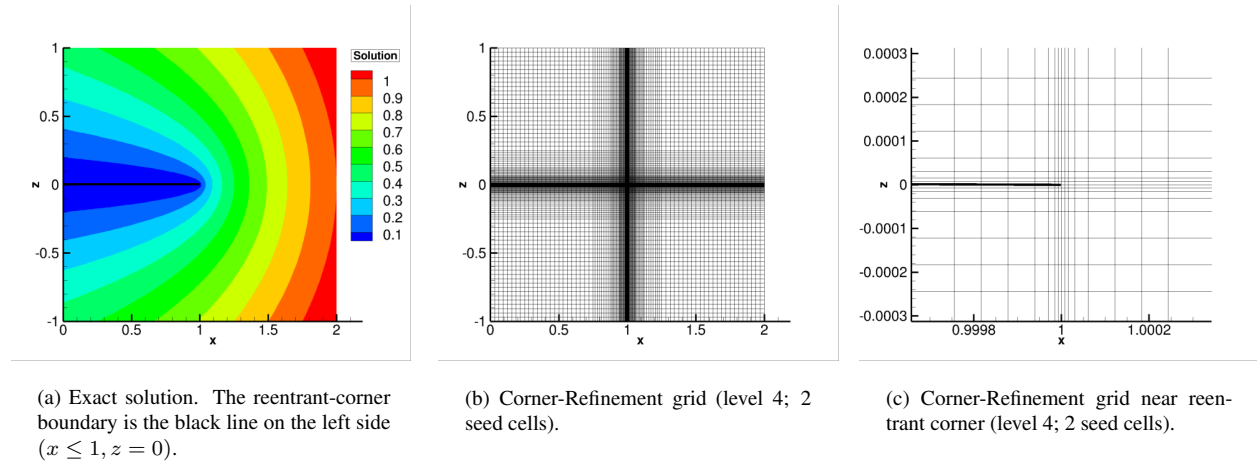 Solution
1
0.9
0.8
0.7
0.6
0.5
0.4
0.3
0.2
0.1
1
0.5
0
-0.5
-1
z
0 0.5 1 1.5 2
x
1
0.5
0
-0.5
-1
z
0 0.5 1 1.5 2
x
0.0003
0.0002
0.0001
0
-0.0001
-0.0002
-0.0003
z
0.9998 1 1.0002
x
(a) Exact solution. The reentrant-corner
boundary is the black line on the left side
(x ≤ 1, z = 0).
(b) Corner-Refinement grid (level 4; 2
seed cells).
(c) Corner-Refinement grid near reen-
trant corner (level 4; 2 seed cells).